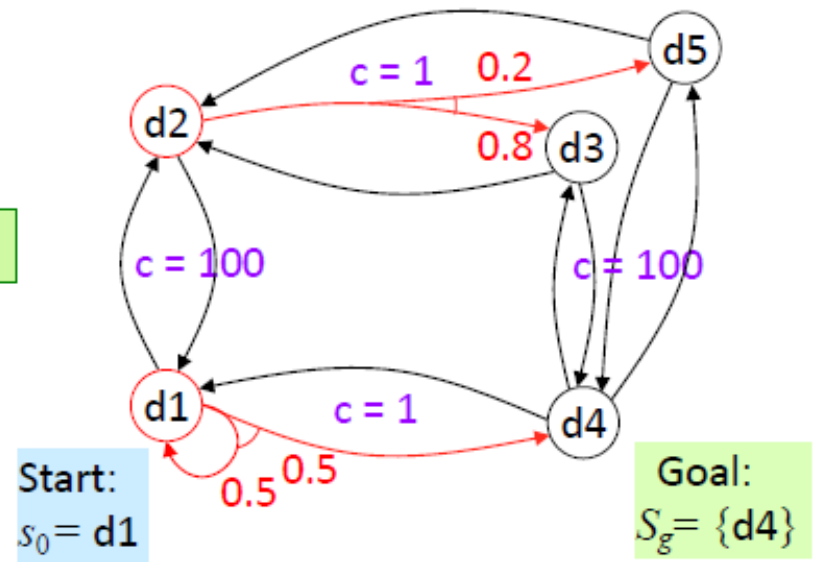 d5
c = 1
0.2
d2
0.8
d3
c = 100
c = 100
d1
c = 1
d4
0.5
0.5
Start:
s₀ = d1
Goal:
S_g = {d4}